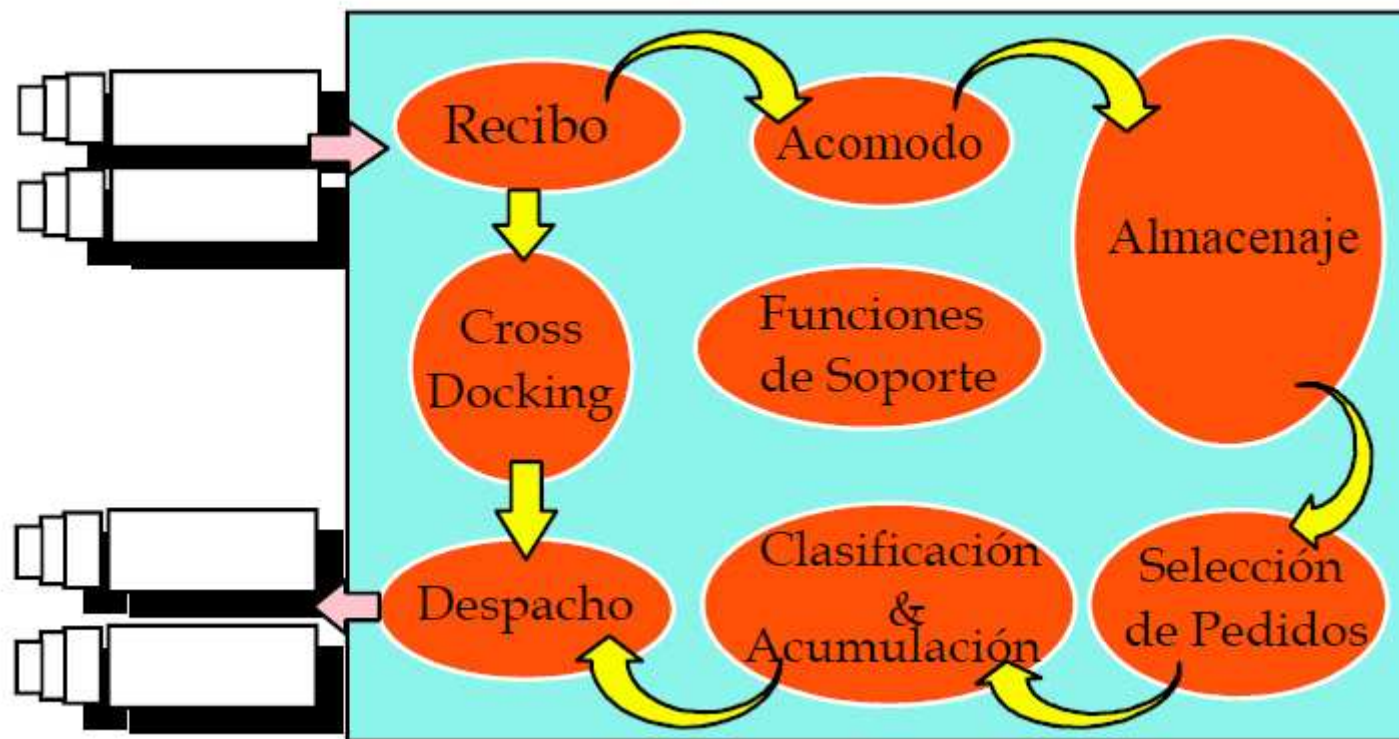 Recibo
Acomodo
Almacenaje
Cross
Docking
Funciones
de Soporte
Despacho
Clasificación
&
Acumulación
Selección
de Pedidos